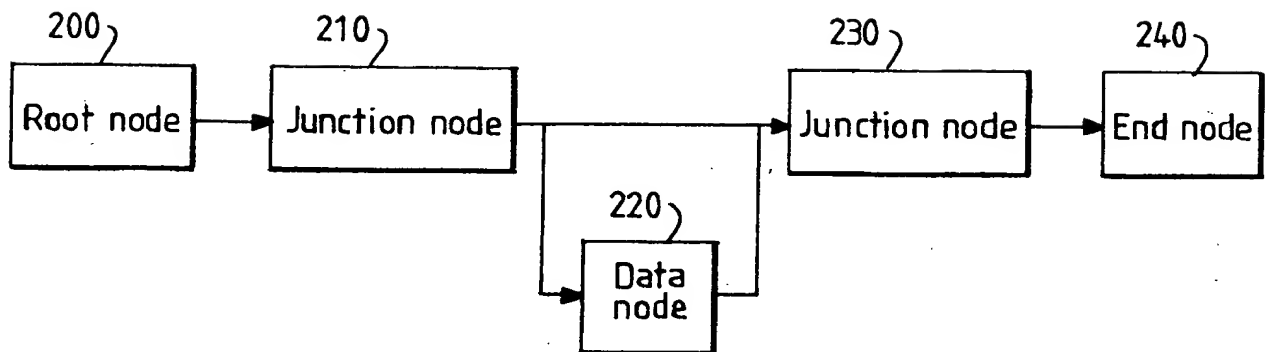 200
210
230
240
Root node
Junction node
Junction node
End node
220
Data
node